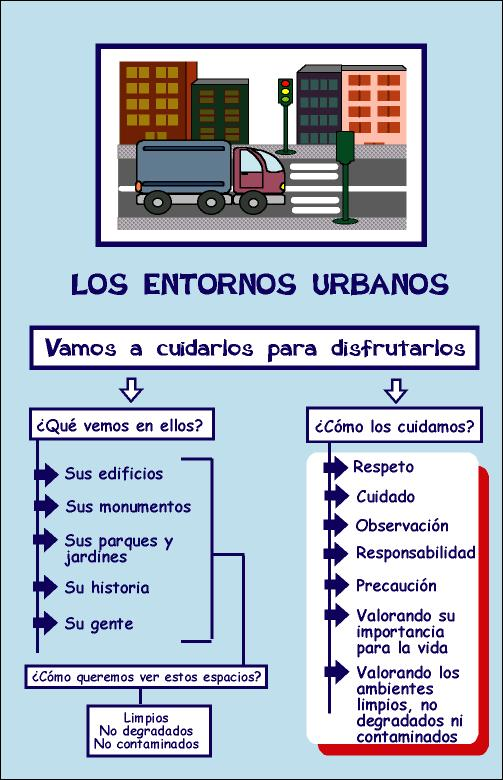 LOS ENTORNOS URBANOS
Vamos a cuidarlos para disfrutarlos
¿Qué vemos en ellos?
Sus edificios
Sus monumentos
Sus parques y
jardines
Su historia
Su gente
¿Cómo queremos ver estos espacios?
Limpios
No degradados
No contaminados
¿Cómo los cuidamos?
Respeto
Cuidado
Observación
Responsabilidad
Precaución
Valorando su
importancia
para la vida
Valorando los
ambientes
limpios, no
degradados ni
contaminados